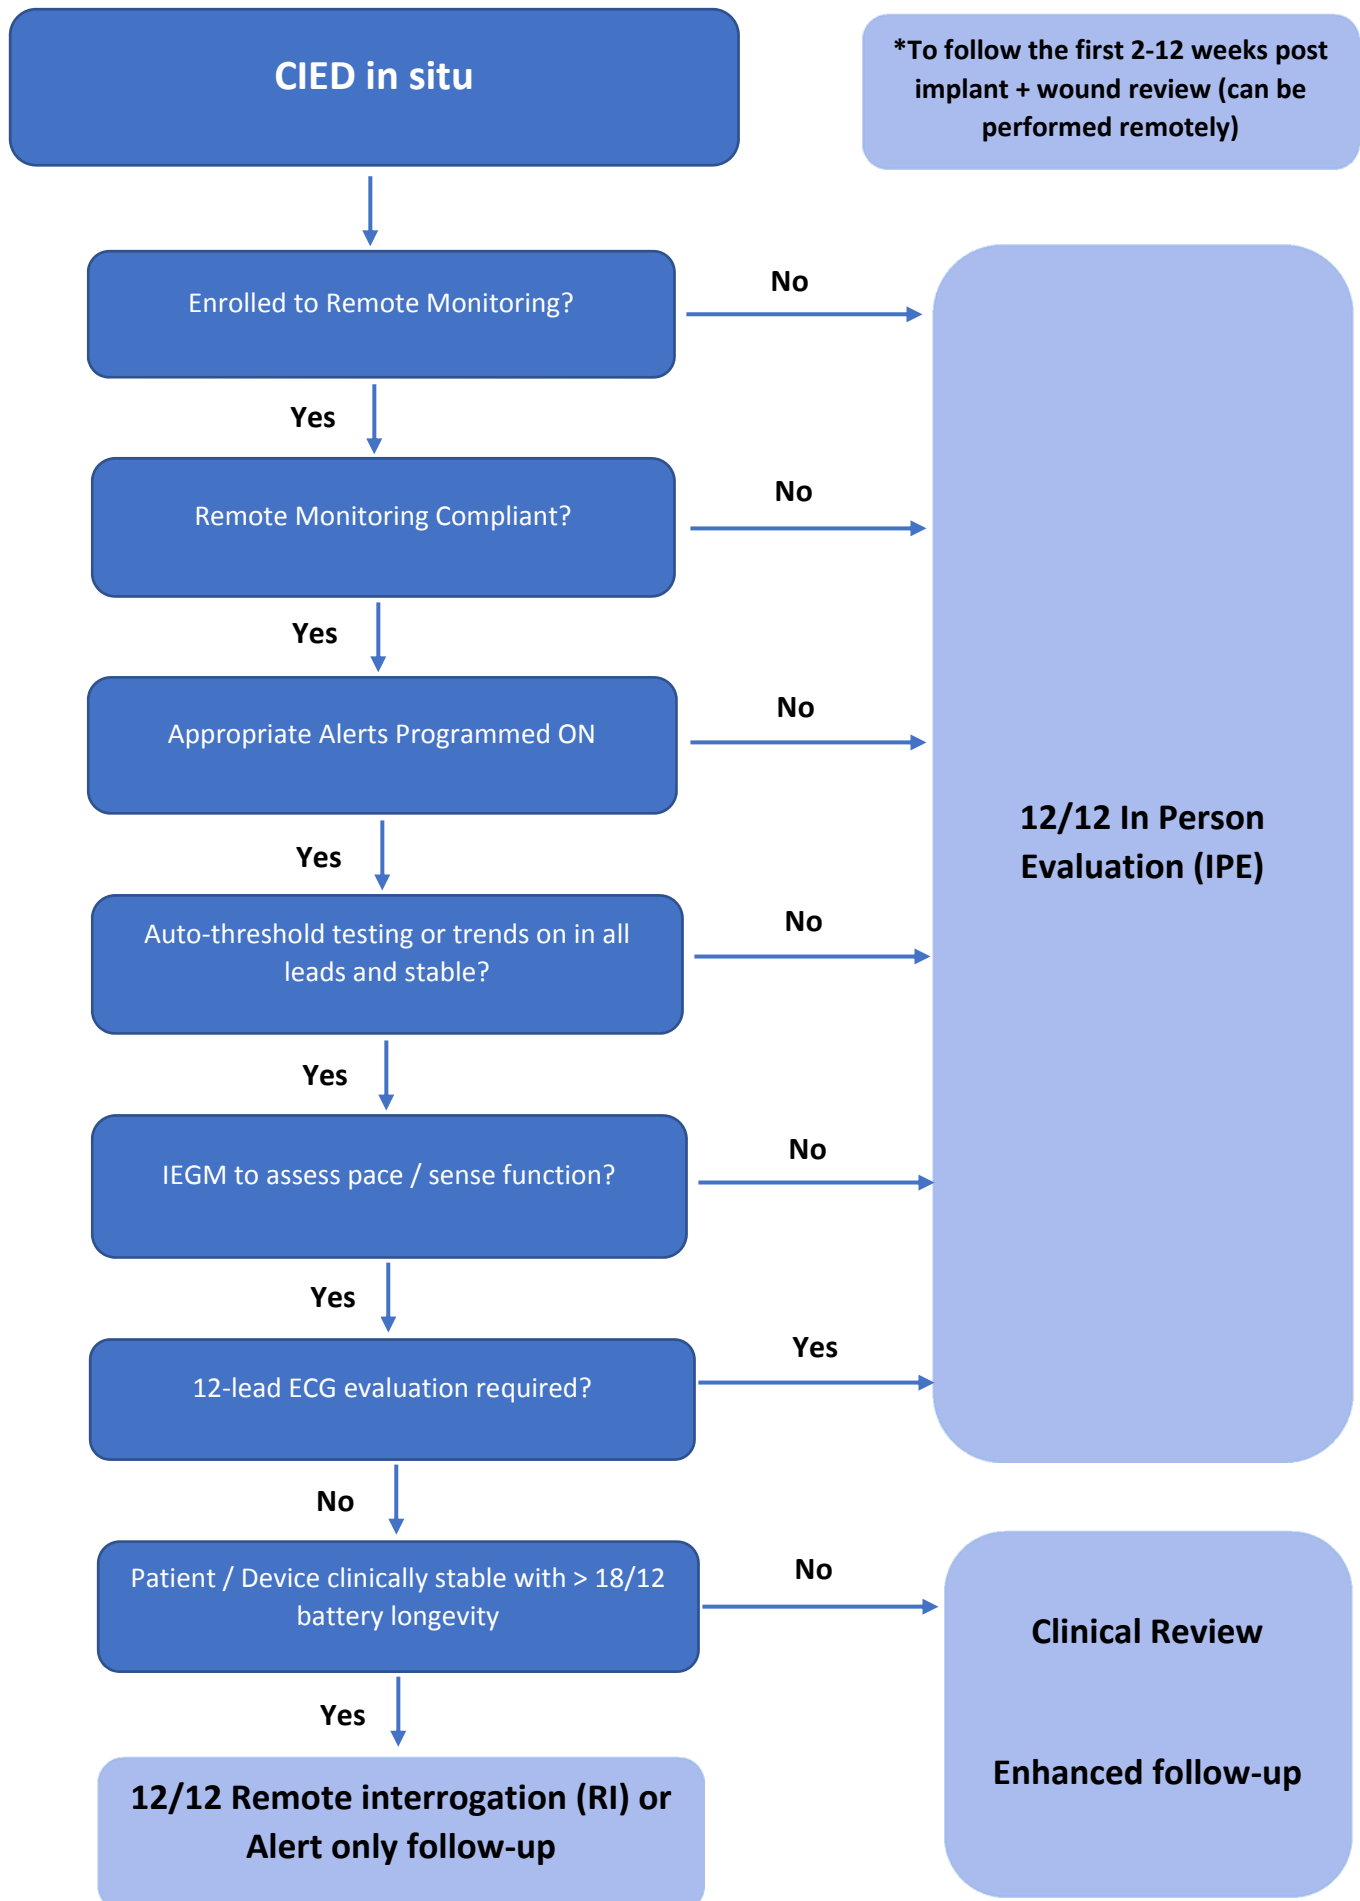 CIED in situ
*To follow the first 2-12 weeks post
implant + wound review (can be
performed remotely)
Enrolled to Remote Monitoring?
No
Yes
Remote Monitoring Compliant?
No
Yes
Appropriate Alerts Programmed ON
No
Yes
12/12 In Person
Evaluation (IPE)
Auto-threshold testing or trends on in all
leads and stable?
No
Yes
IEGM to assess pace / sense function?
No
Yes
12-lead ECG evaluation required?
Yes
No
Patient / Device clinically stable with > 18/12
battery longevity
No
Clinical Review
Enhanced follow-up
Yes
12/12 Remote interrogation (RI) or
Alert only follow-up